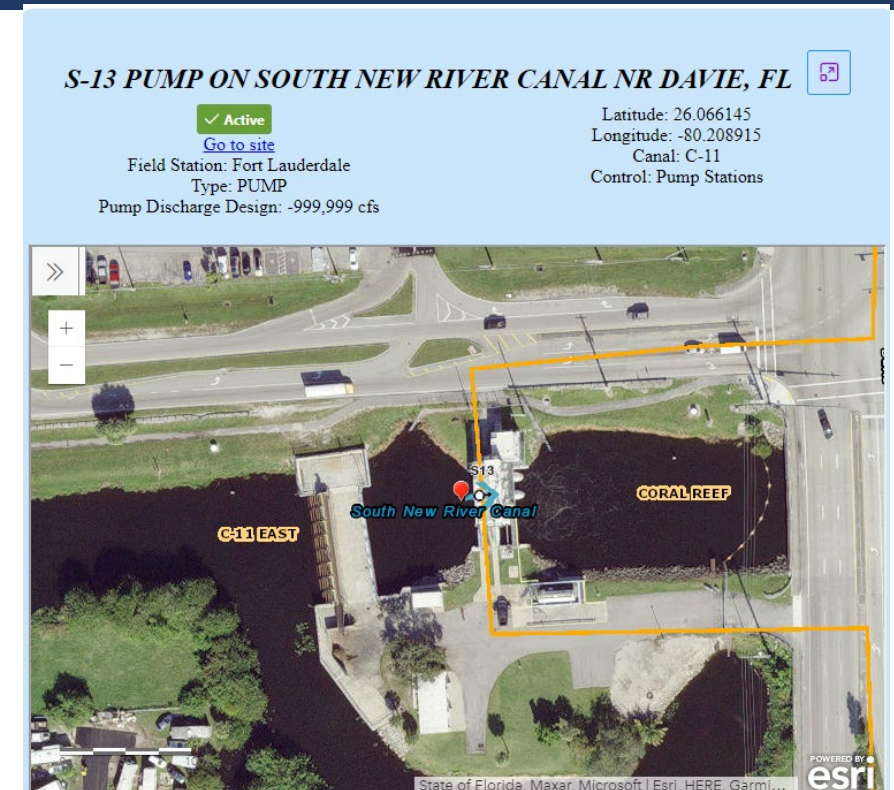 S-13 PUMP ON SOUTH NEW RIVER CANAL NR DAVIE, FL
Active
Go to site
Field Station: Fort Lauderdale
Type: PUMP
Pump Discharge Design: -999,999 cfs
Latitude: 26.066145
Longitude: -80.208915
Canal: C-11
Control: Pump Stations
S13
CORAL REEF
South New River Canal
C-11 EAST
POWERED BY
esri
State of Florida, Maxar, Microsoft | Esri, HERE, Garmi...